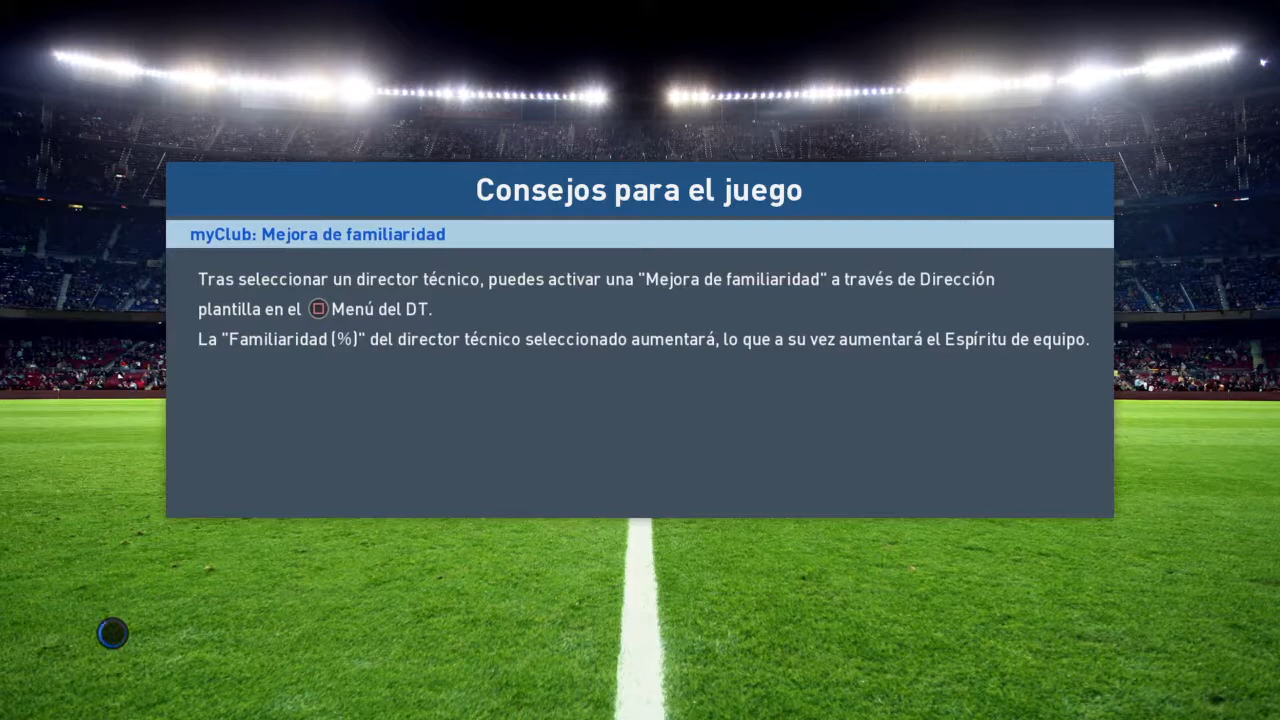 Consejos para el juego
myClub: Mejora de familiaridad
Tras seleccionar un director técnico, puedes activar una "Mejora de familiaridad" a través de Dirección
plantilla en el Menú del DT.
La "Familiaridad (%)" del director técnico seleccionado aumentará, lo que a su vez aumentará el Espíritu de equipo.